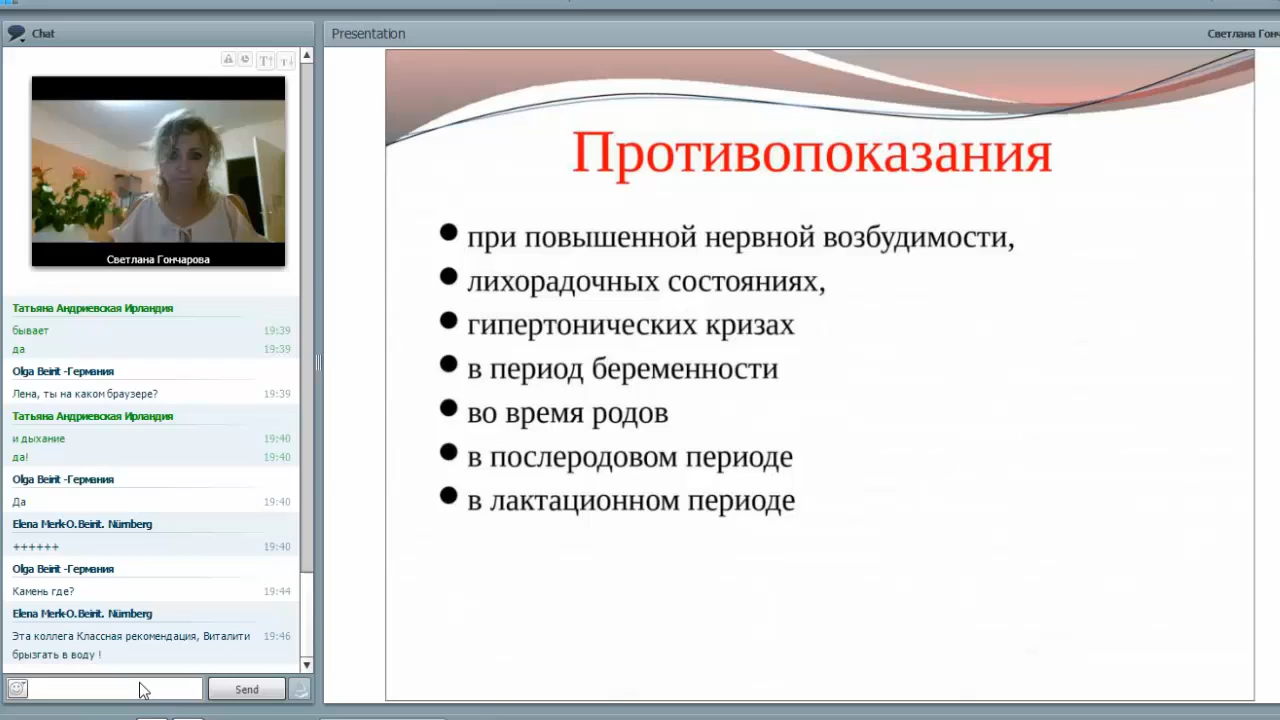 Chat
Светлана Гончарова
Татьяна Андриевская Ирландия
бывает 19:39
да 19:39
Olga Beirit -Германия
Лена, ты на каком браузере? 19:39
Татьяна Андриевская Ирландия
и дыхание 19:40
да! 19:40
Olga Beirit -Германия
Да 19:40
Elena Merk-O.Beirit. Nürnberg
++++++ 19:40
Olga Beirit -Германия
Камень где? 19:44
Elena Merk-O.Beirit. Nürnberg
Эта коллега Классная рекомендация, Виталити 19:46
брызгать в воду !
Send
Presentation
Светлана Гонч
Противопоказания
при повышенной нервной возбудимости,
лихорадочных состояниях,
гипертонических кризах
в период беременности
во время родов
в послеродовом периоде
в лактационном периоде